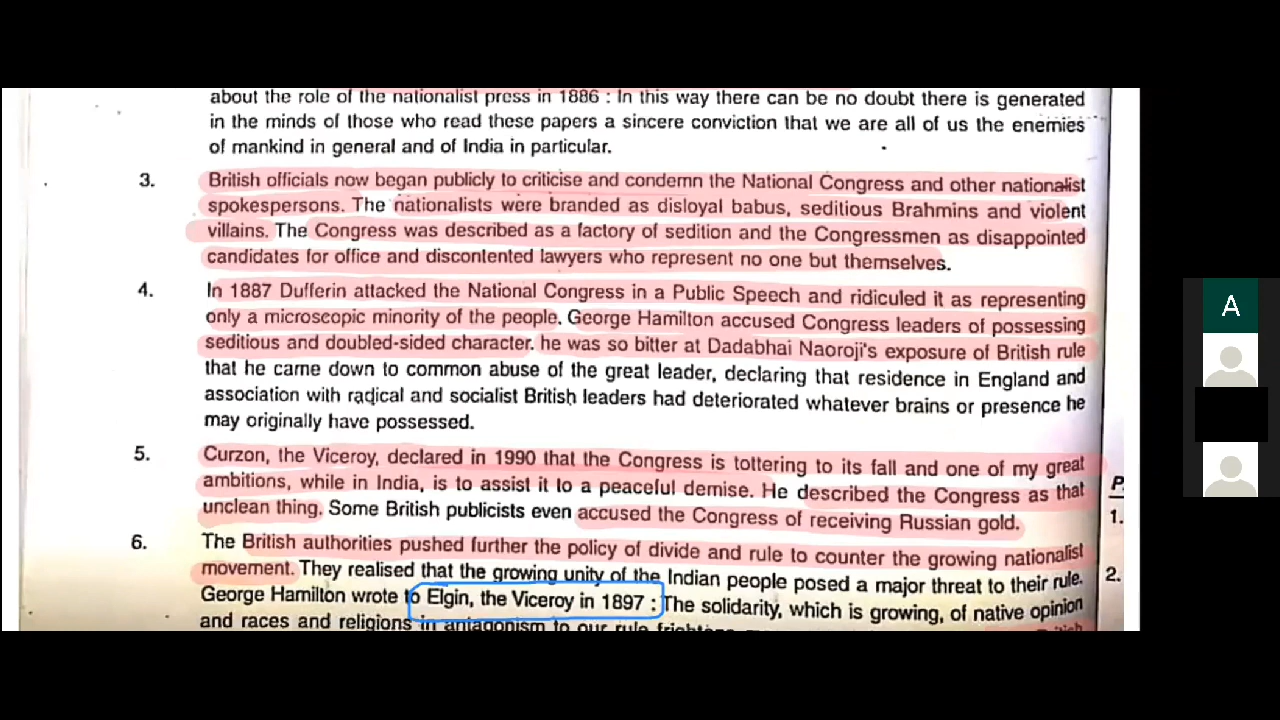 about the role of the nationalist press in 1886 : In this way there can be no doubt there is generated
in the minds of those who read these papers a sincere conviction that we are all of us the enemies
of mankind in general and of India in particular.
3. British officials now began publicly to criticise and condemn the National Congress and other nationalist
spokespersons. The nationalists were branded as disloyal babus, seditious Brahmins and violent
villains. The Congress was described as a factory of sedition and the Congressmen as disappointed
candidates for office and discontented lawyers who represent no one but themselves.
4. In 1887 Dufferin attacked the National Congress in a Public Speech and ridiculed it as representing
only a microscopic minority of the people. George Hamilton accused Congress leaders of possessing
seditious and doubled-sided character. he was so bitter at Dadabhai Naoroji's exposure of British rule
that he came down to common abuse of the great leader, declaring that residence in England and
association with radical and socialist British leaders had deteriorated whatever brains or presence he
may originally have possessed.
5. Curzon, the Viceroy, declared in 1990 that the Congress is tottering to its fall and one of my great
ambitions, while in India, is to assist it to a peaceful demise. He described the Congress as that
unclean thing. Some British publicists even accused the Congress of receiving Russian gold.
6. The British authorities pushed further the policy of divide and rule to counter the growing nationalist
movement. They realised that the growing unity of the Indian people posed a major threat to their rule.
George Hamilton wrote to Elgin, the Viceroy in 1897 : The solidarity, which is growing, of native opinion
and races and religions in antagonism to our rule
P.
1.
2.
A